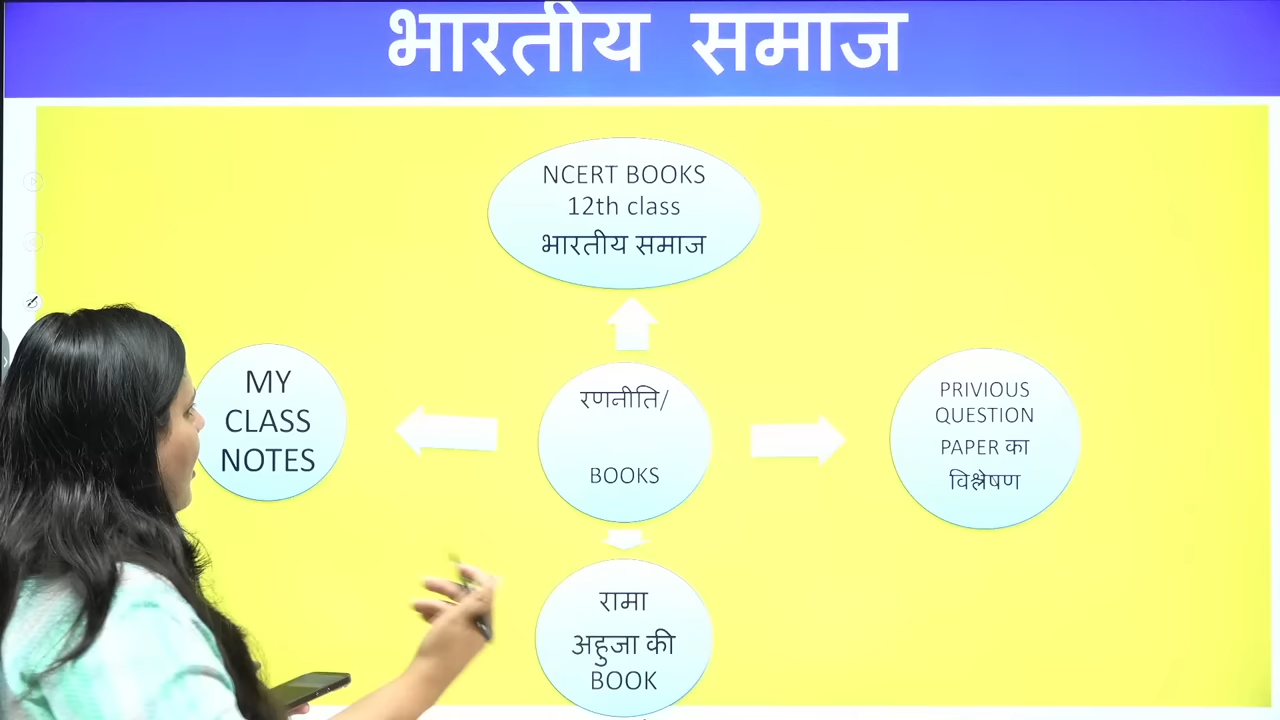 भारतीय समाज
NCERT BOOKS
12th class
भारतीय समाज
MY
CLASS
NOTES
रणनीति/
BOOKS
PRIVIOUS
QUESTION
PAPER का
विश्लेषण
रामा
अहुजा की
BOOK